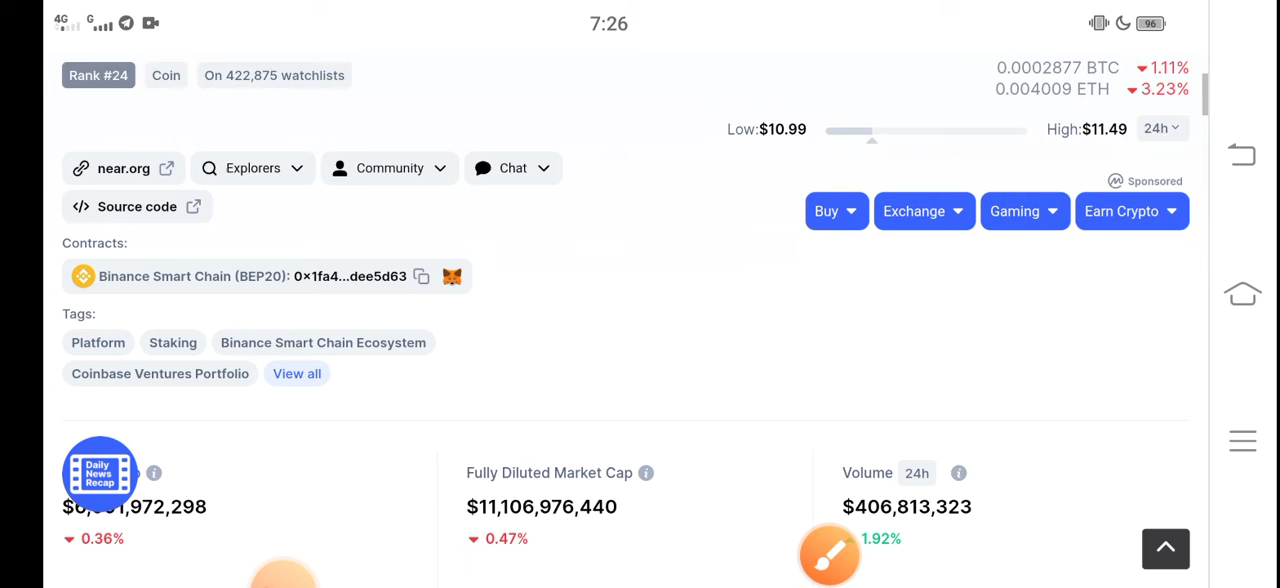 4G G 7:26 96
Rank #24 Coin On 422,875 watchlists
0.0002877 BTC 1.11%
0.004009 ETH 3.23%
Low:$10.99 High:$11.49 24h
near.org Explorers Community Chat
Sponsored
Source code
Buy Exchange Gaming Earn Crypto
Contracts:
Binance Smart Chain (BEP20): 0x1fa4...dee5d63
Tags:
Platform Staking Binance Smart Chain Ecosystem
Coinbase Ventures Portfolio View all
Daily
News
Recap
Fully Diluted Market Cap Volume 24h
$11,106,976,440 $406,813,323
0.36% 0.47% 1.92%